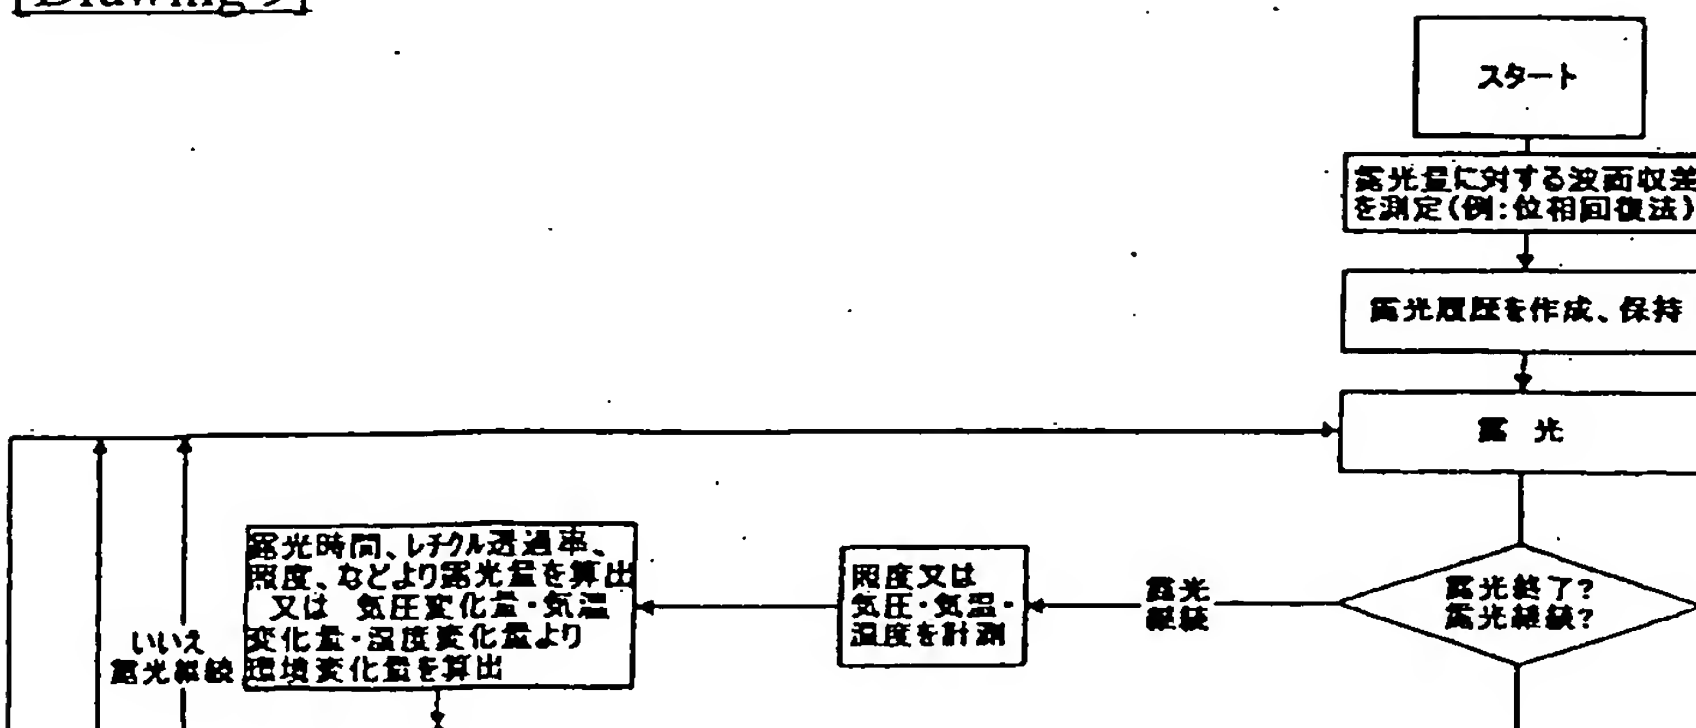 [Drawing 9]
スタート
露光量に対する波面収差
を測定(例:位相回復法)
露光履歴を作成、保持
露 光
露光時間、レチクル透過率、
照度、などより露光量を算出
又は 気圧変化量・気温
変化量・湿度変化量より
環境変化量を算出
照度又は
気圧・気温・
湿度を計測
露光
継続
露光終了?
露光継続?
いいえ
露光継続